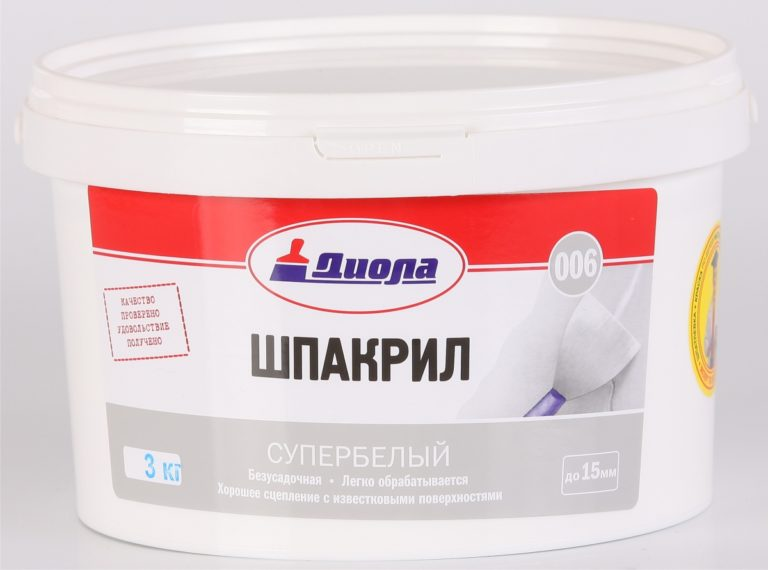 OPEN
Диола
006
КАЧЕСТВО
ПРОВЕРЕНО
УДОВОЛЬСТВИЕ
ПОЛУЧЕНО
ШПАКРИЛ
СУПЕРБЕЛЫЙ
3 кг
Безусадочная • Легко обрабатывается
Хорошее сцепление с известковыми поверхностями
до 15мм